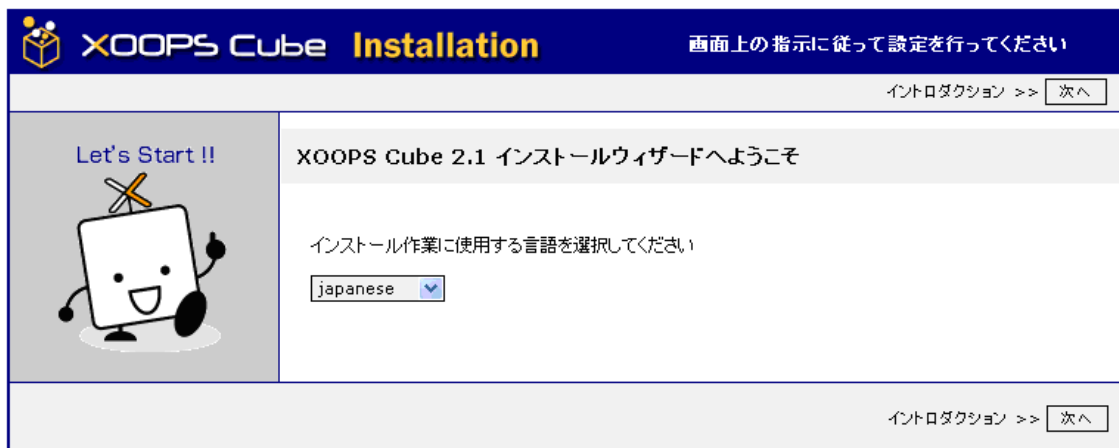 XOOPS Cube Installation 画面上の指示に従って設定を行ってください
イントロダクション >> 次へ
Let's Start !!
XOOPS Cube 2.1 インストールウィザードへようこそ
インストール作業に使用する言語を選択してください
japanese
イントロダクション >> 次へ